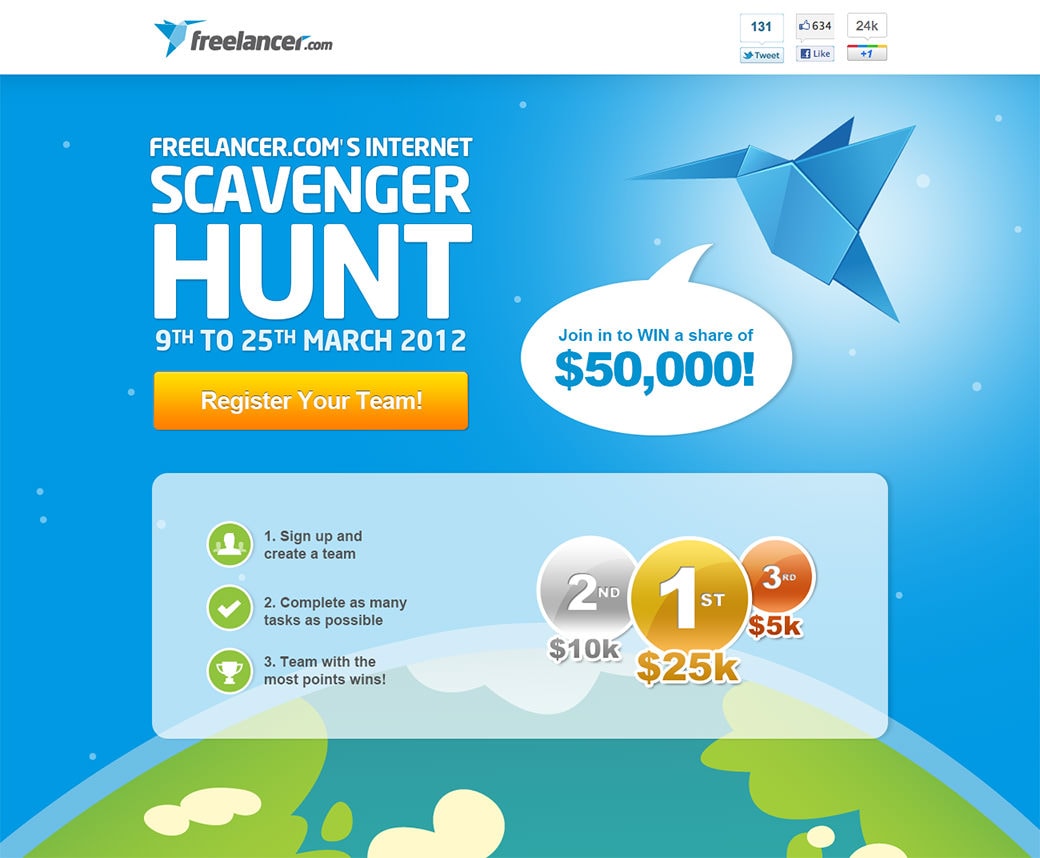 freelancer.com
131
634
24k
Tweet
Like
+1
FREELANCER.COM'S INTERNET
SCAVENGER
HUNT
9TH TO 25TH MARCH 2012
Register Your Team!
Join in to WIN a share of
$50,000!
1. Sign up and
create a team
2. Complete as many
tasks as possible
3. Team with the
most points wins!
2ND
$10k
1ST
$25k
3RD
$5k